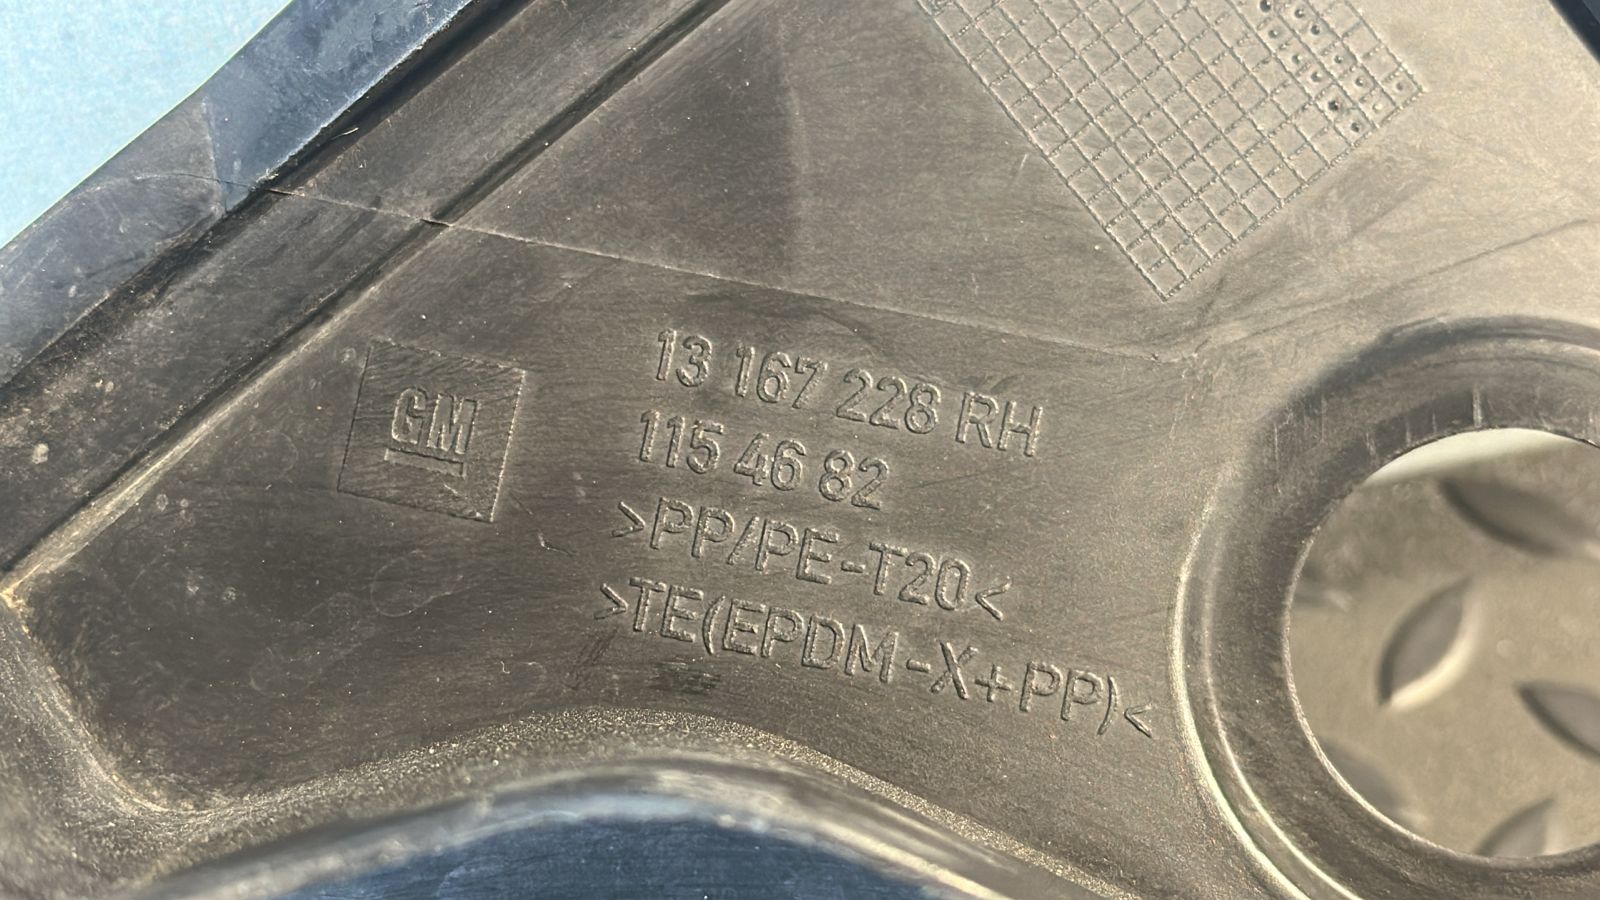 GM
13 167 228 RH
115 46 82
>PP/PE-T20<
>TE(EPDM-X+PP)<